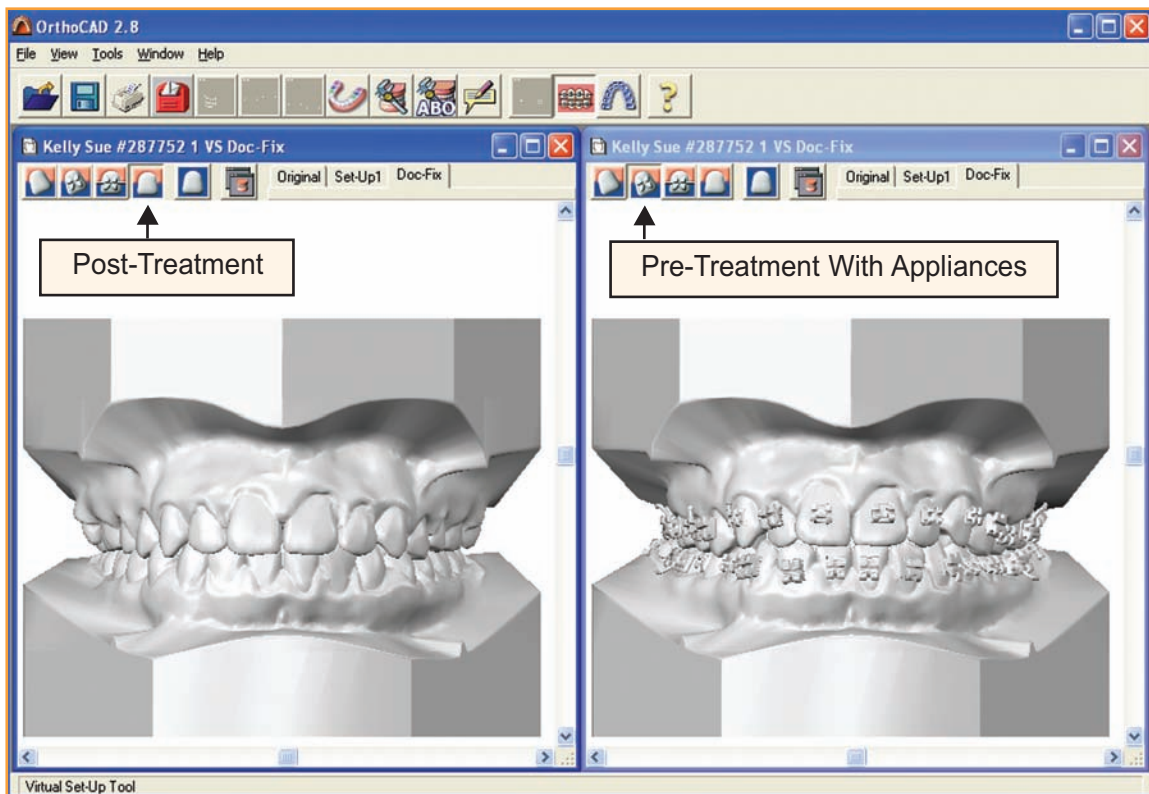 OrthoCAD 2.8
File View Tools Window Help
ABO
Kelly Sue #287752 1 VS Doc-Fix
Original Set-Up1 Doc-Fix
Post-Treatment
Kelly Sue #287752 1 VS Doc-Fix
Original Set-Up1 Doc-Fix
Pre-Treatment With Appliances
Virtual Set-Up Tool